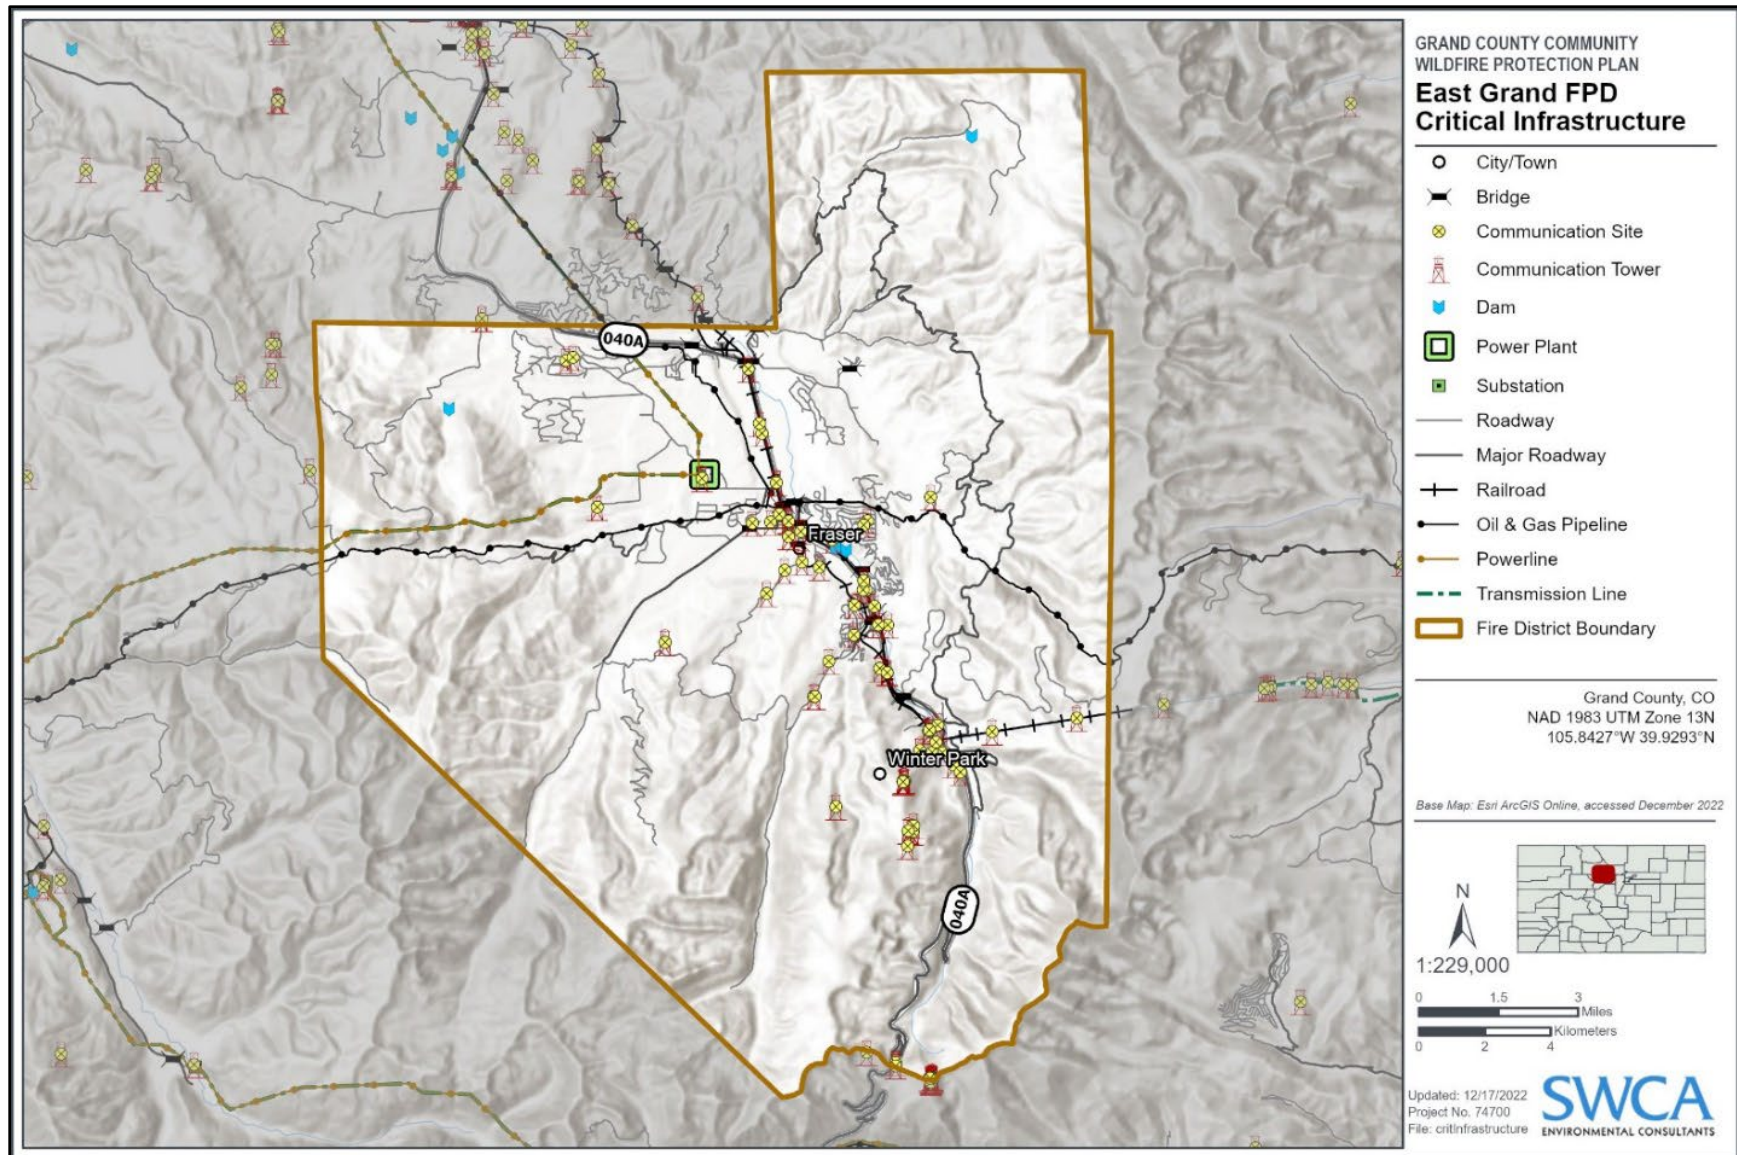 GRAND COUNTY COMMUNITY
WILDFIRE PROTECTION PLAN
East Grand FPD
Critical Infrastructure
City/Town
Bridge
Communication Site
Communication Tower
Dam
Power Plant
Substation
Roadway
Major Roadway
Railroad
Oil & Gas Pipeline
Powerline
Transmission Line
Fire District Boundary
Grand County, CO
NAD 1983 UTM Zone 13N
105.8427°W 39.9293°N
Base Map: Esri ArcGIS Online, accessed December 2022
N
1:229,000
0 1.5 3
Miles
Kilometers
0 2 4
Updated: 12/17/2022
Project No. 74700
File: critInfrastructure
SWCA
ENVIRONMENTAL CONSULTANTS
040A
Fraser
Winter Park
040A